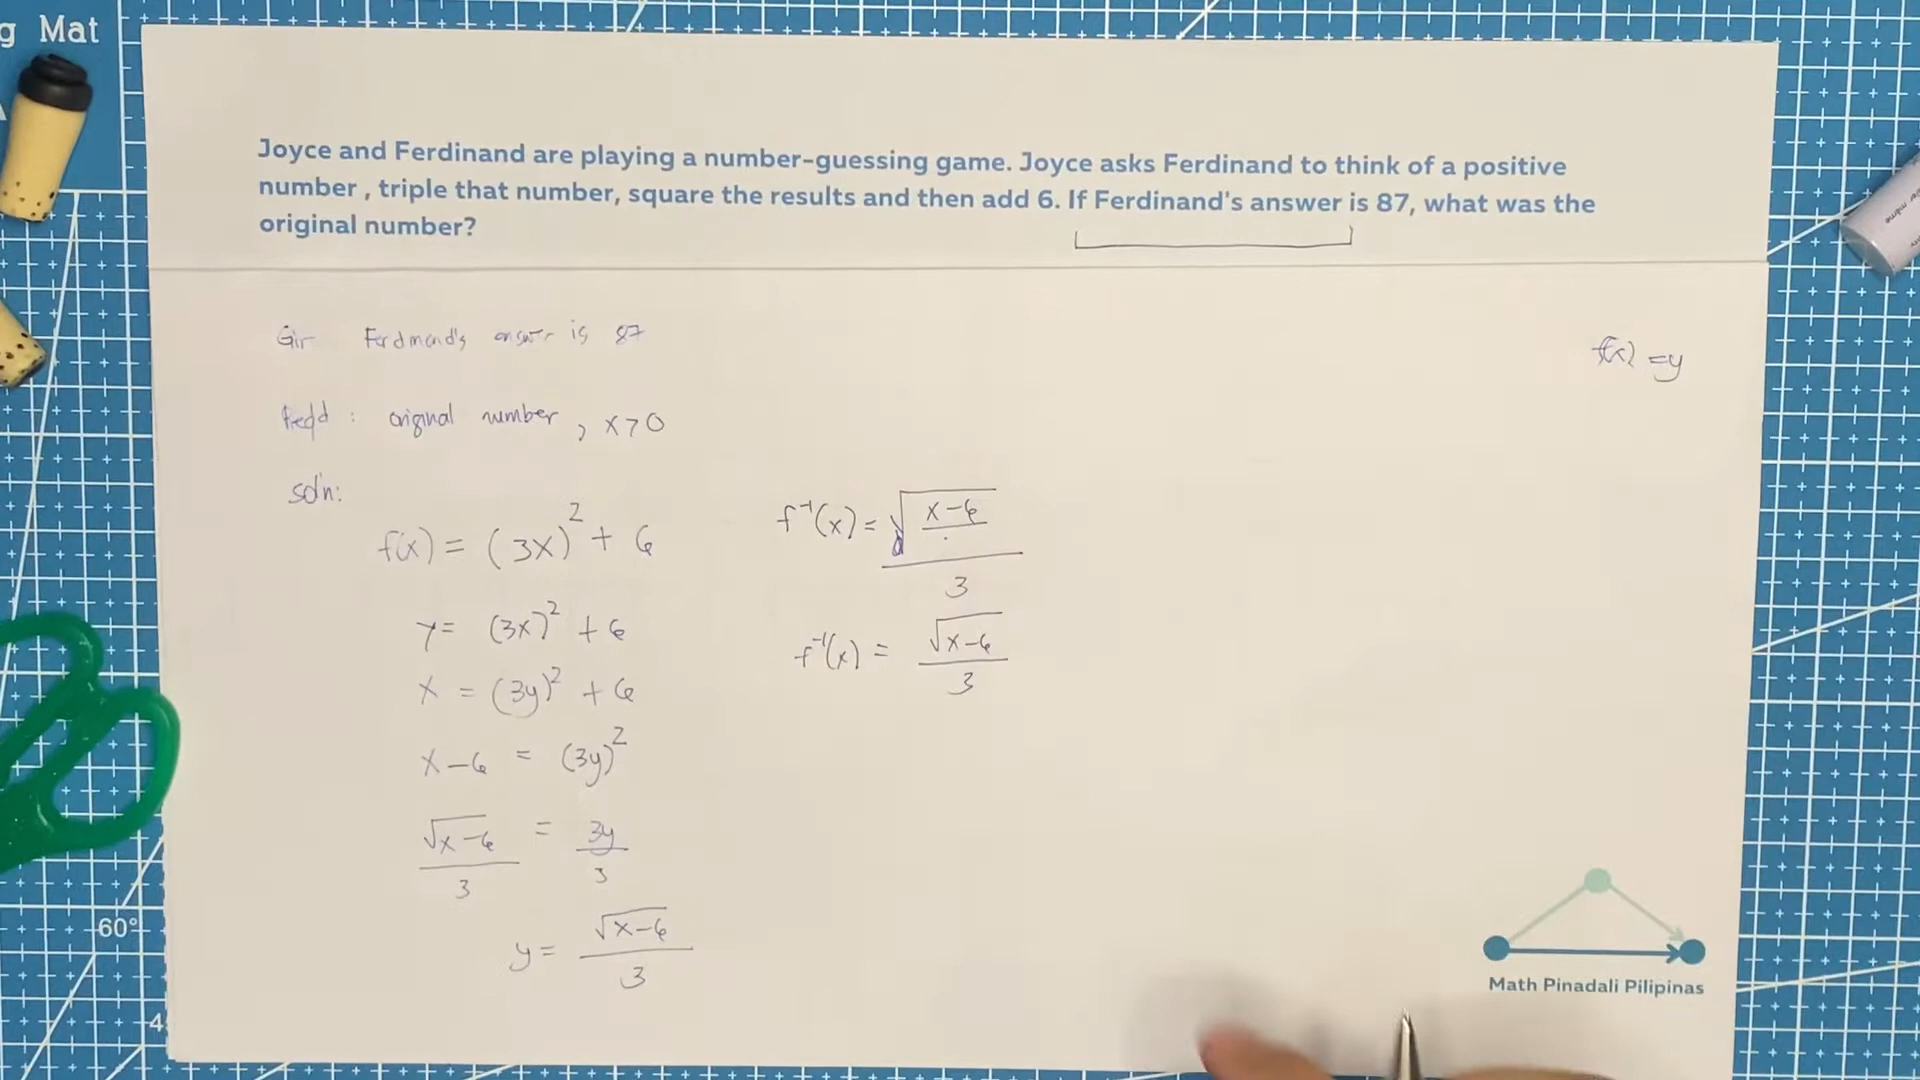 g Mat
Joyce and Ferdinand are playing a number-guessing game. Joyce asks Ferdinand to think of a positive
number , triple that number, square the results and then add 6. If Ferdinand's answer is 87, what was the
original number?
Ferdinand's answer is 87
f(x) = y
original number , x > 0
soln:
f(x) = (3x)² + 6
y = (3x)² + 6
x = (3y)² + 6
x - 6 = (3y)²
√x-6 / 3 = 3y / 3
y = √x-6 / 3
f⁻¹(x) = √x-6 / 3
f⁻¹(x) = √x-6 / 3
60°
Math Pinadali Pilipinas